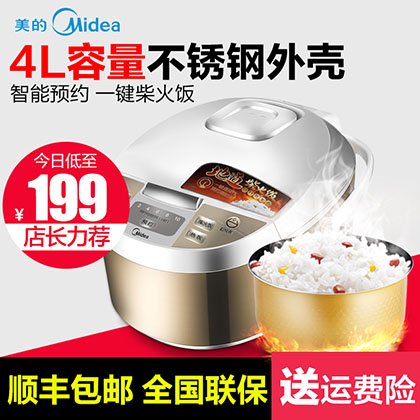 美的 Midea
4L容量不锈钢外壳
智能预约 一键柴火饭
今日低至
¥199
店长力荐
地道
柴火饭
Midea
顺丰包邮 全国联保 送运费险